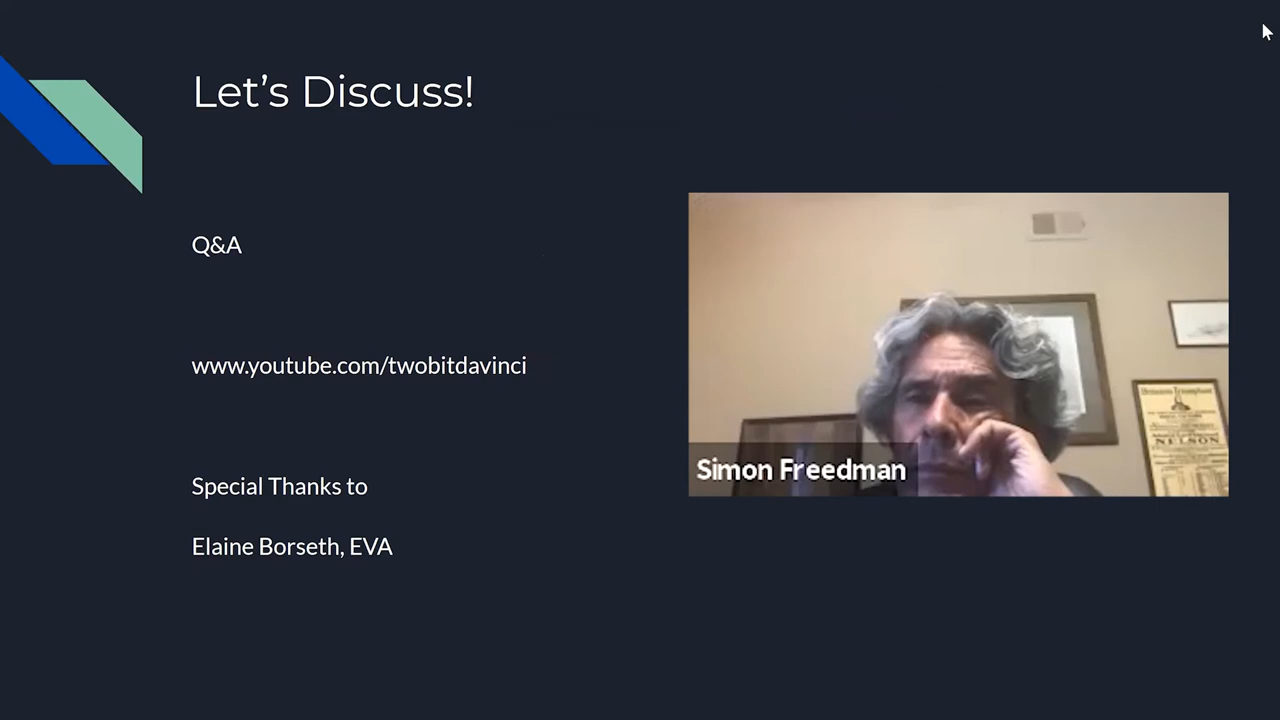 Let's Discuss!
Q&A
www.youtube.com/twobitdavinci
Special Thanks to
Elaine Borseth, EVA
Simon Freedman
NELSON